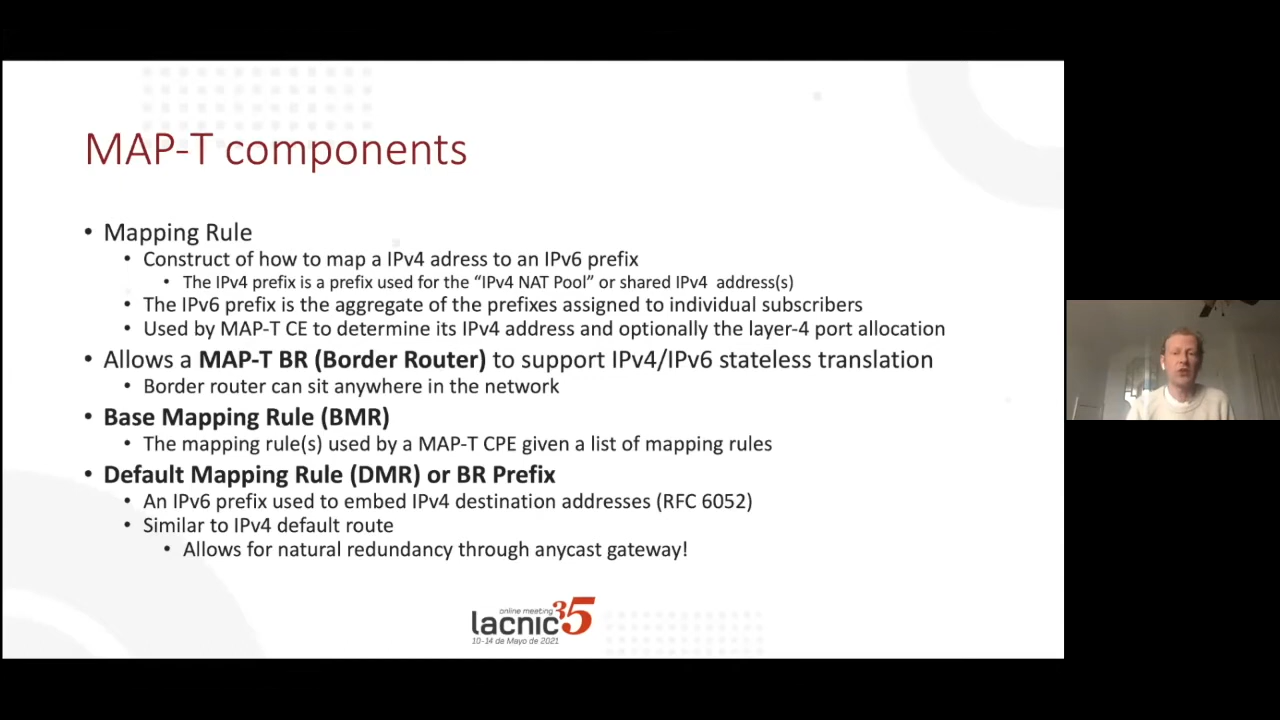 MAP-T components
• Mapping Rule
• Construct of how to map a IPv4 adress to an IPv6 prefix
• The IPv4 prefix is a prefix used for the “IPv4 NAT Pool” or shared IPv4 address(s)
• The IPv6 prefix is the aggregate of the prefixes assigned to individual subscribers
• Used by MAP-T CE to determine its IPv4 address and optionally the layer-4 port allocation
• Allows a MAP-T BR (Border Router) to support IPv4/IPv6 stateless translation
• Border router can sit anywhere in the network
• Base Mapping Rule (BMR)
• The mapping rule(s) used by a MAP-T CPE given a list of mapping rules
• Default Mapping Rule (DMR) or BR Prefix
• An IPv6 prefix used to embed IPv4 destination addresses (RFC 6052)
• Similar to IPv4 default route
• Allows for natural redundancy through anycast gateway!
online meeting
lacnic 35
10-14 de Mayo de 2021